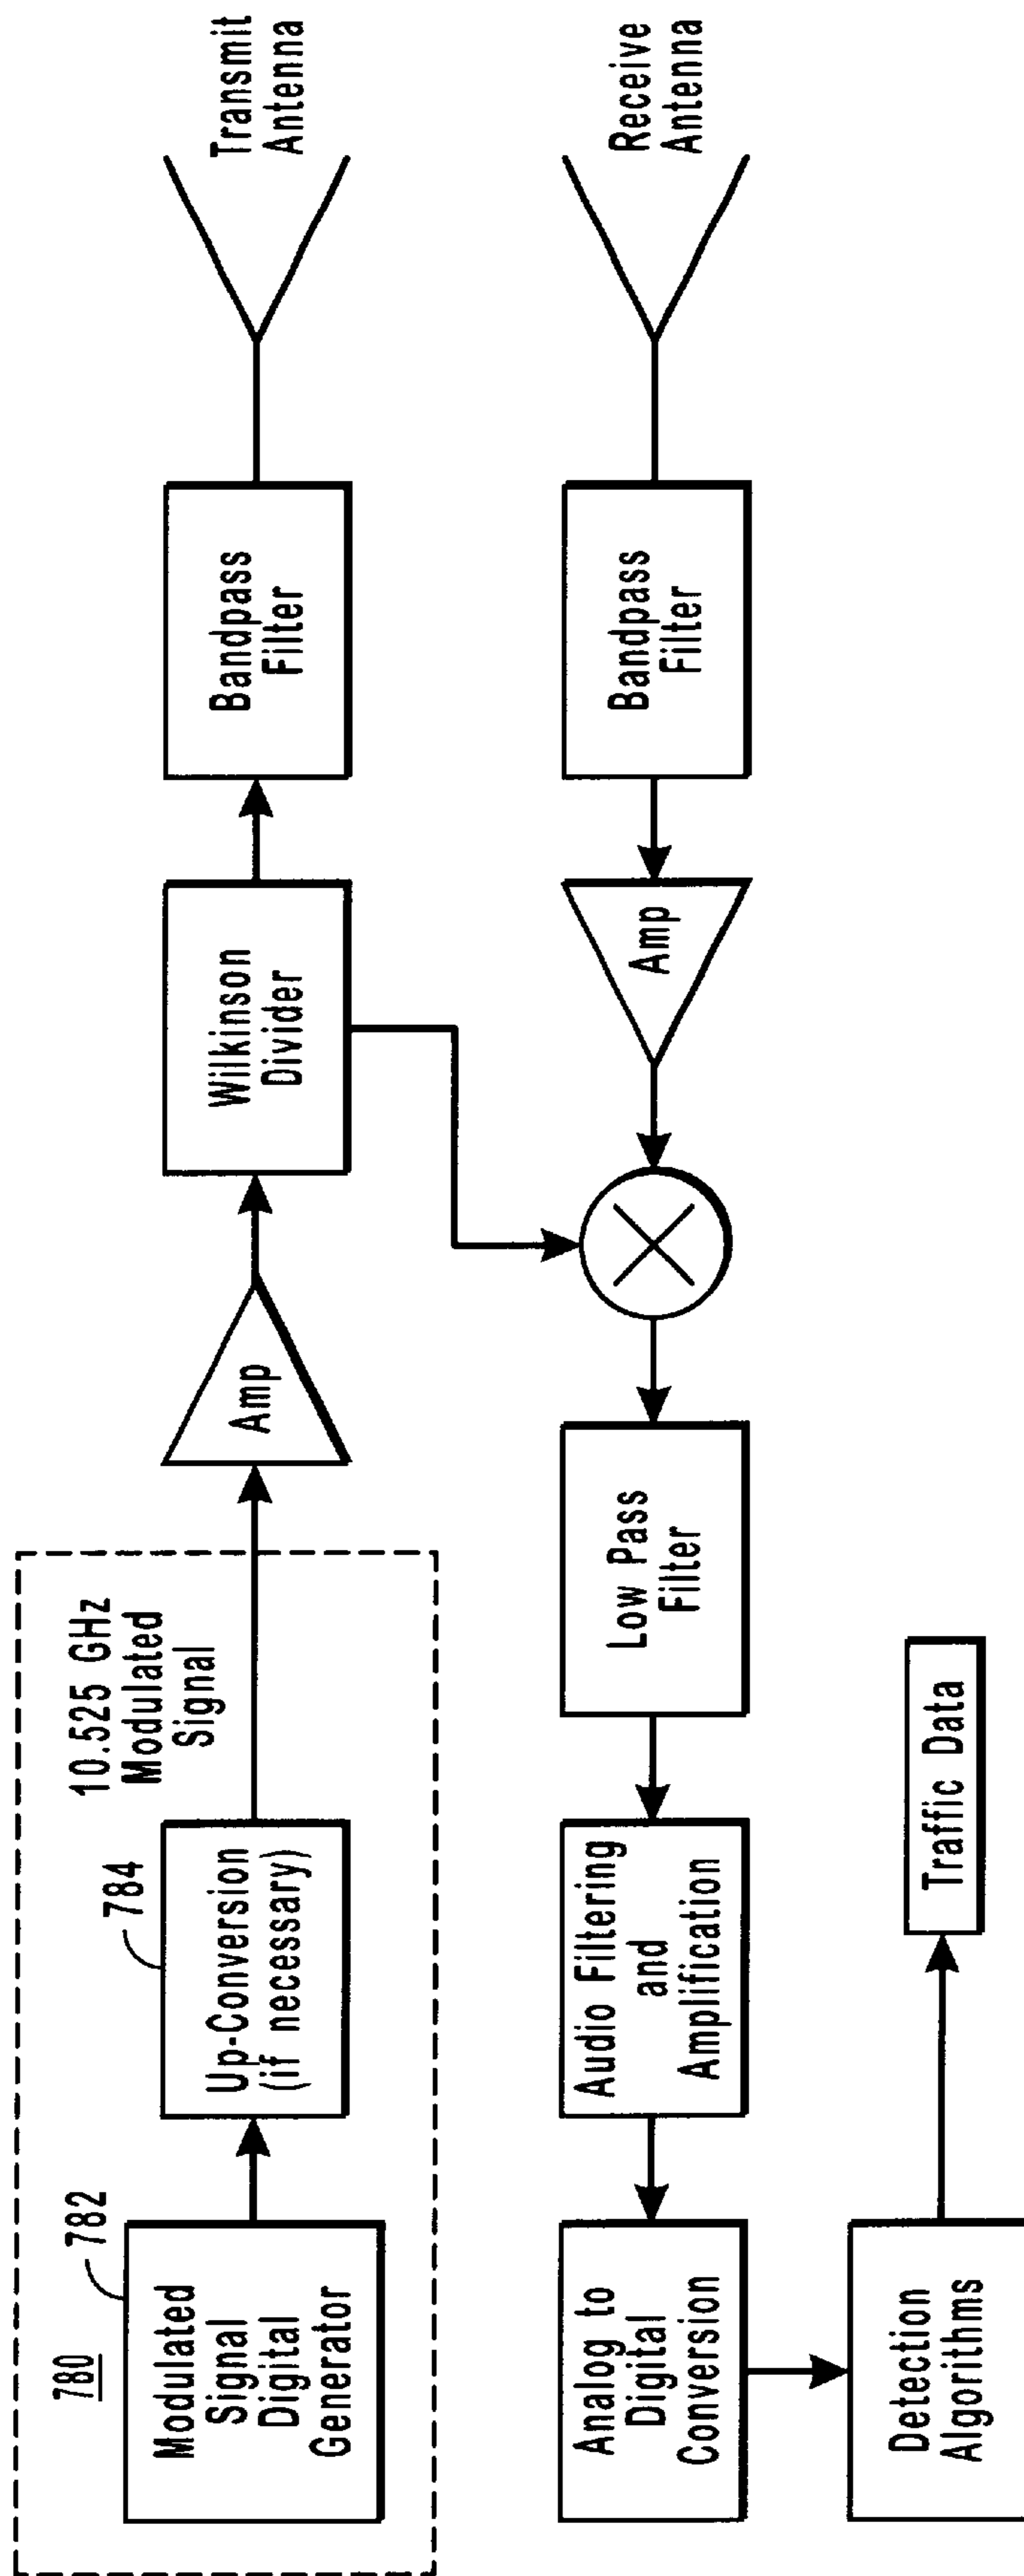 780
782
Modulated
Signal
Digital
Generator
784
Up-Conversion
(if necessary)
10.525 GHz
Modulated
Signal
Amp
Wilkinson
Divider
Bandpass
Filter
Transmit
Antenna
Receive
Antenna
Bandpass
Filter
Amp
Low Pass
Filter
Audio Filtering
and
Amplification
Analog to
Digital
Conversion
Detection
Algorithms
Traffic Data